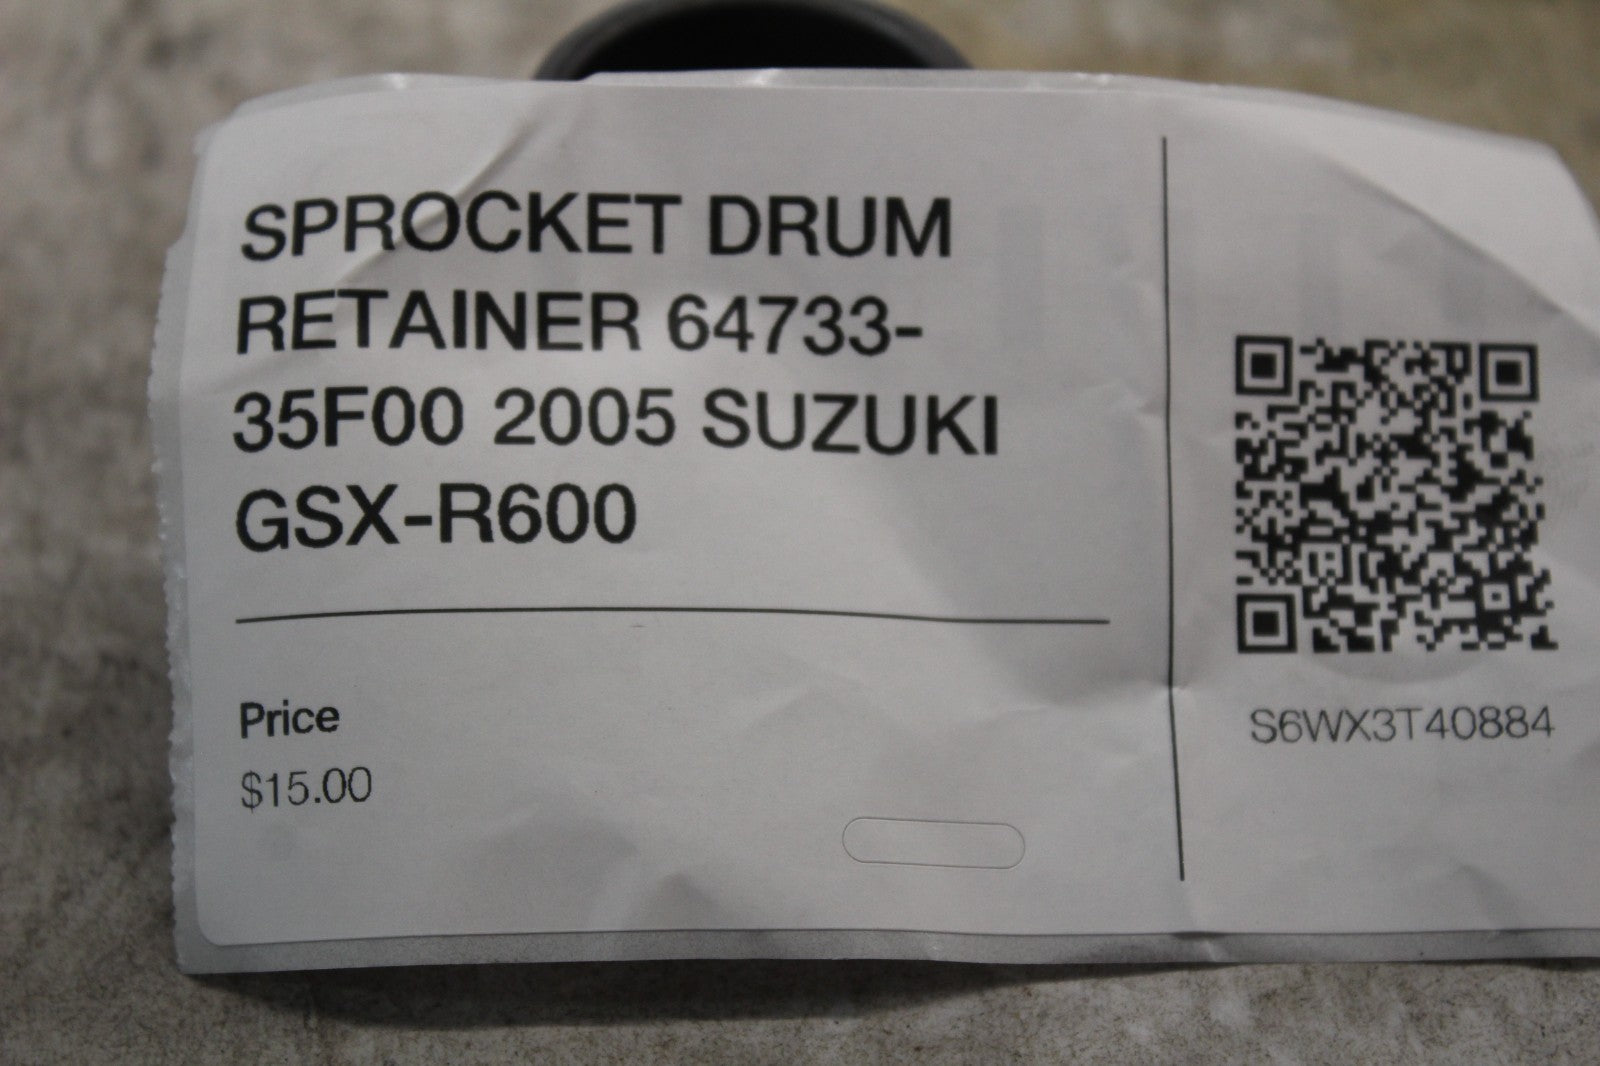 SPROCKET DRUM
RETAINER 64733-
35F00 2005 SUZUKI
GSX-R600
Price
$15.00
S6WX3T40884